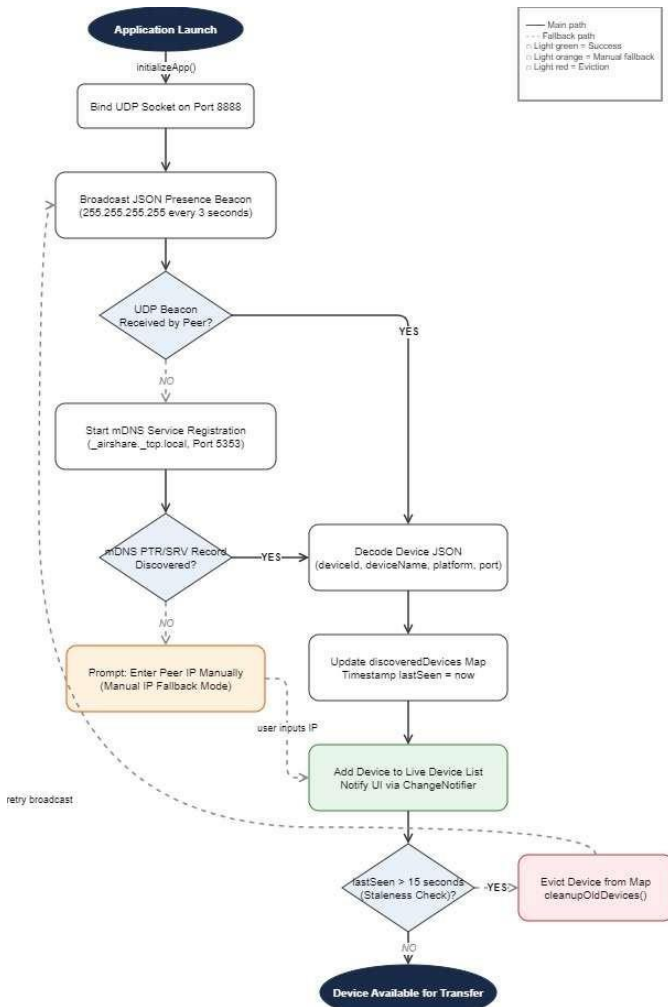 Application Launch
Main path
Fallback path
Light green = Success
Light orange = Manual fallback
Light red = Eviction
initializeApp()
Bind UDP Socket on Port 8888
Broadcast JSON Presence Beacon
(255.255.255.255 every 3 seconds)
UDP Beacon
Received by Peer?
YES
NO
Start mDNS Service Registration
(_airshare._tcp.local, Port 5353)
mDNS PTR/SRV Record
Discovered?
YES
Decode Device JSON
(deviceId, deviceName, platform, port)
NO
Prompt: Enter Peer IP Manually
(Manual IP Fallback Mode)
Update discoveredDevices Map
Timestamp lastSeen = now
user inputs IP
Add Device to Live Device List
Notify UI via ChangeNotifier
retry broadcast
lastSeen > 15 seconds
(Staleness Check)?
YES
Evict Device from Map
cleanupOldDevices()
NO
Device Available for Transfer